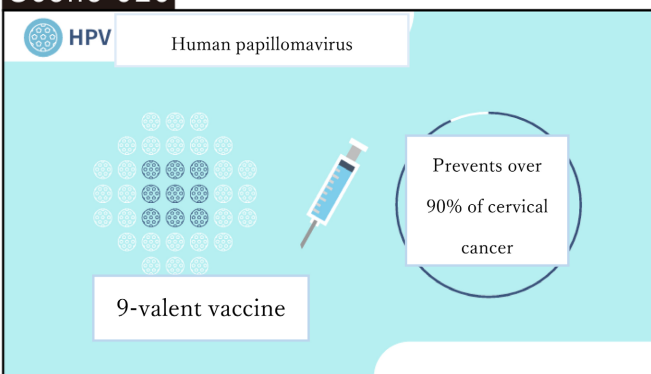 HPV
Human papillomavirus
Prevents over
90% of cervical
cancer
9-valent vaccine